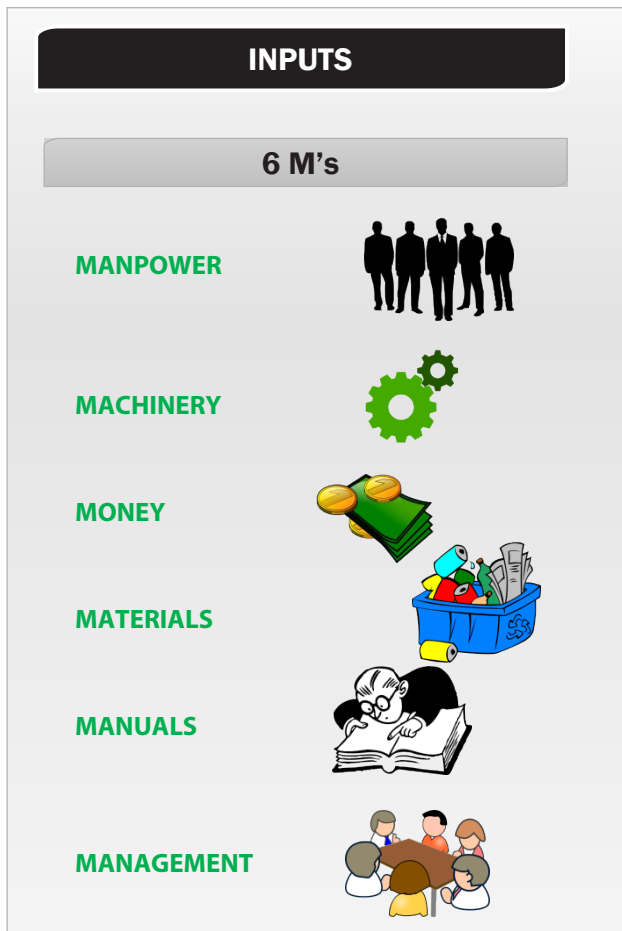 INPUTS
6 M's
MANPOWER
MACHINERY
MONEY
MATERIALS
MANUALS
MANAGEMENT